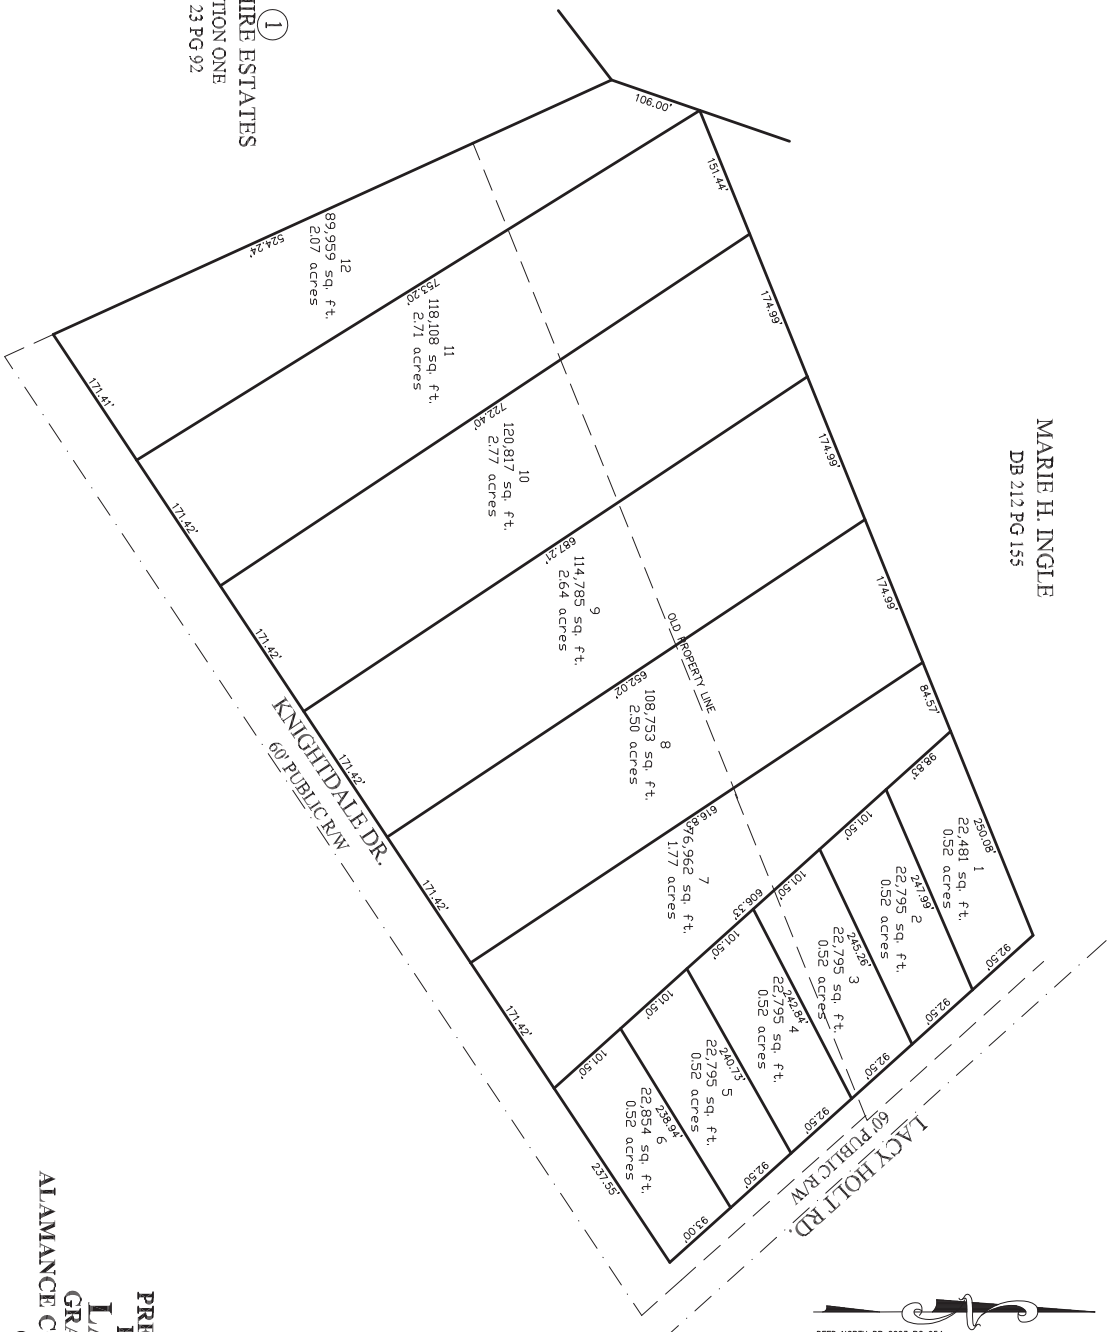 1
IRE ESTATES
TION ONE
23 PG 92
MARIE H. INGLE
DB 212 PG 155
106.00'
151.44'
174.99'
174.99'
174.99'
84.57'
250.08'
524.24'
12
89,959 sq. ft.
2.07 acres
753.20'
11
118,108 sq. ft.
2.71 acres
722.40'
10
120,817 sq. ft.
2.77 acres
687.21'
9
114,785 sq. ft.
2.64 acres
652.02'
8
108,753 sq. ft.
2.50 acres
616.83'
7
76,962 sq. ft.
1.77 acres
606.33'
OLD PROPERTY LINE
1
22,481 sq. ft.
0.52 acres
247.99'
2
22,795 sq. ft.
0.52 acres
245.26'
3
22,795 sq. ft.
0.52 acres
242.84'
4
22,795 sq. ft.
0.52 acres
240.73'
5
22,795 sq. ft.
0.52 acres
238.94'
6
22,854 sq. ft.
0.52 acres
98.83'
101.50'
101.50'
101.50'
101.50'
101.50'
92.50'
92.50'
92.50'
92.50'
92.50'
93.00'
237.55'
171.41'
171.42'
171.42'
171.42'
171.42'
171.42'
KNIGHTDALE DR.
60' PUBLIC R/W
LACY HOLT RD.
60' PUBLIC R/W
N
PRE
LA
GRA
ALAMANCE C